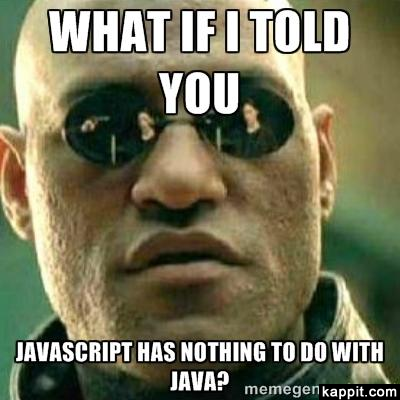 WHAT IF I TOLD
YOU
JAVASCRIPT HAS NOTHING TO DO WITH
JAVA?
memegen
kappit.com